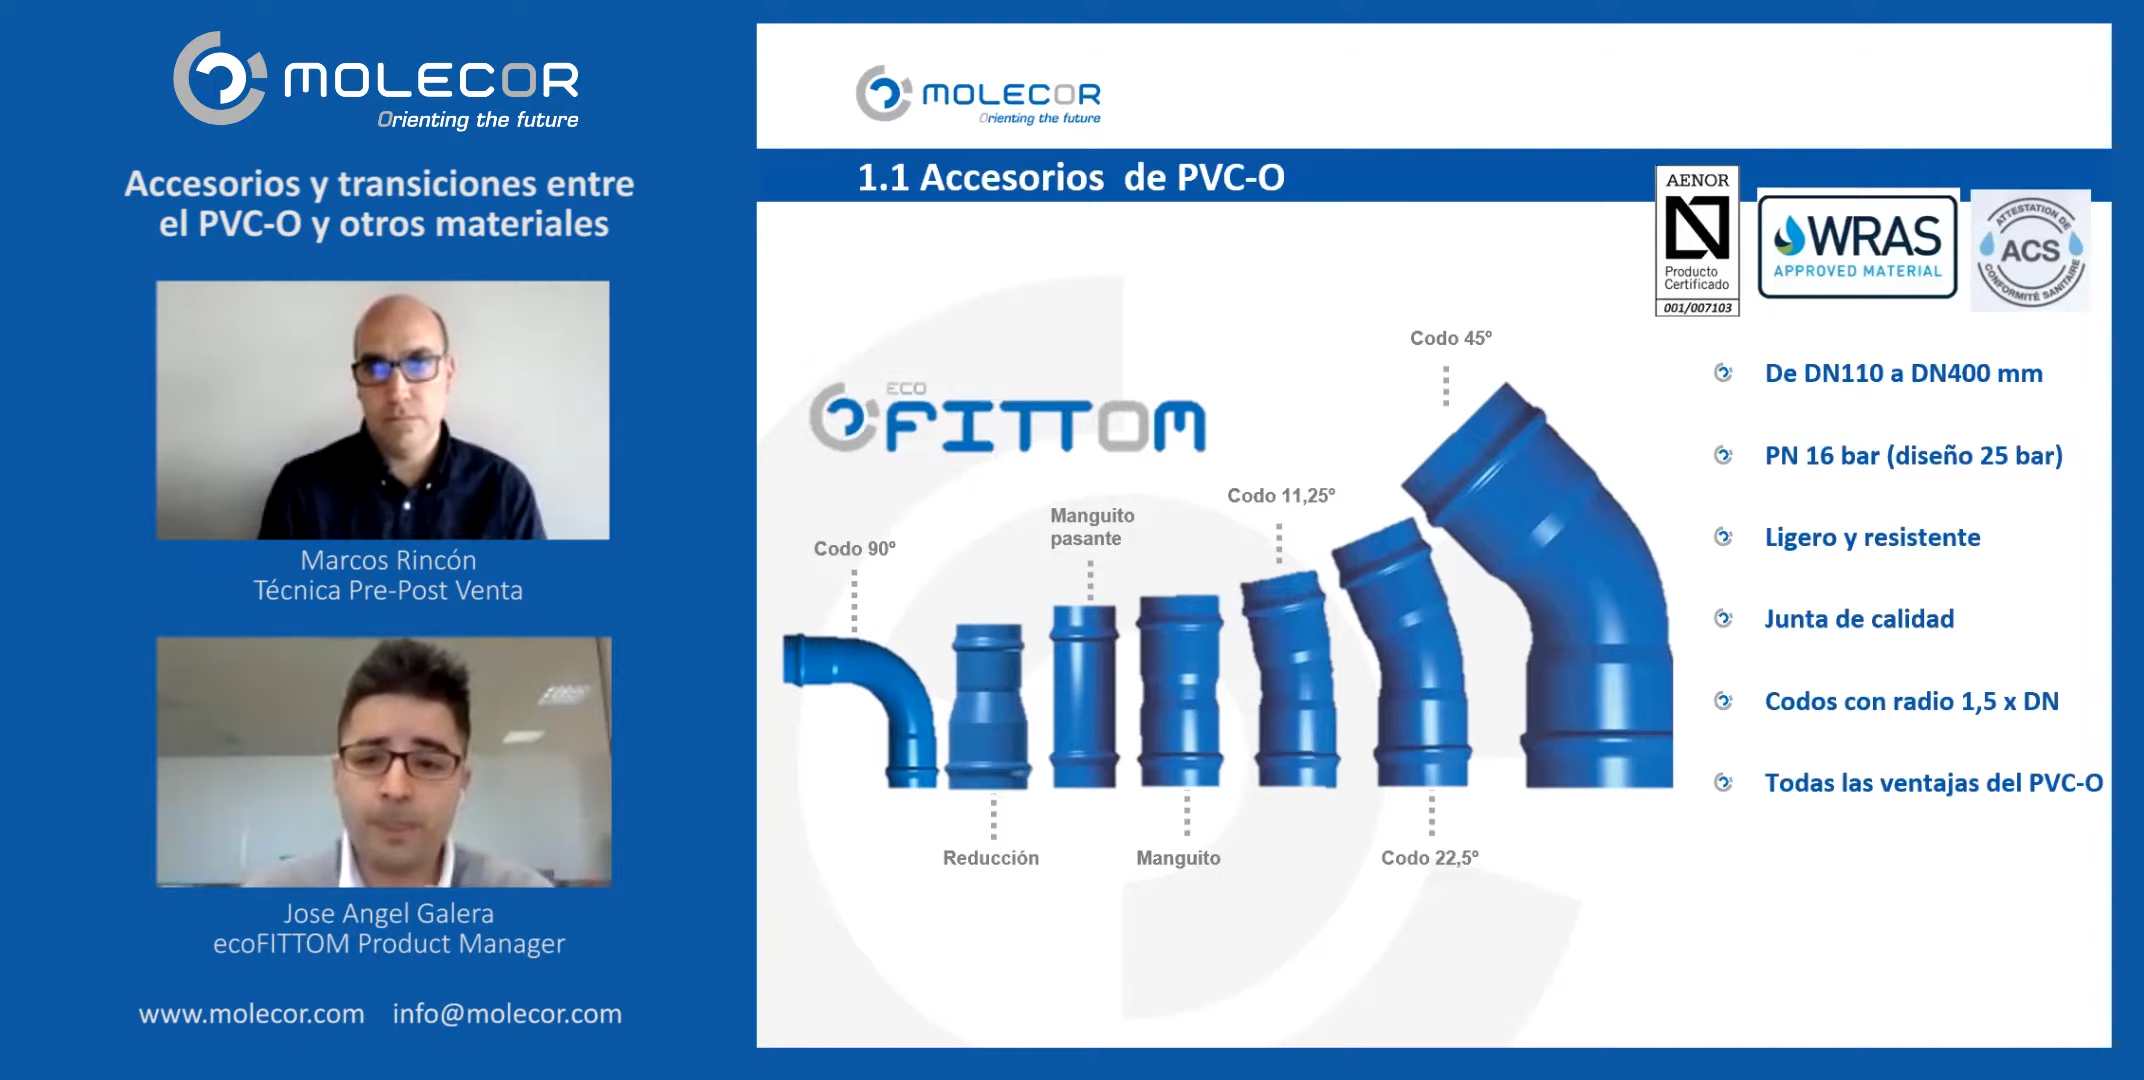 MOLECOR
Orienting the future
Accesorios y transiciones entre
el PVC-O y otros materiales
Marcos Rincón
Técnica Pre-Post Venta
Jose Angel Galera
ecoFITTOM Product Manager
www.molecor.com info@molecor.com
MOLECOR
Orienting the future
1.1 Accesorios de PVC-O
AENOR
Producto
Certificado
001/007103
WRAS
APPROVED MATERIAL
ATTESTATION DE
ACS
CONFORMITÉ SANITAIRE
ECO
FITTOM
Codo 90º
Manguito
pasante
Codo 11,25º
Codo 45º
Reducción
Manguito
Codo 22,5º
De DN110 a DN400 mm
PN 16 bar (diseño 25 bar)
Ligero y resistente
Junta de calidad
Codos con radio 1,5 x DN
Todas las ventajas del PVC-O